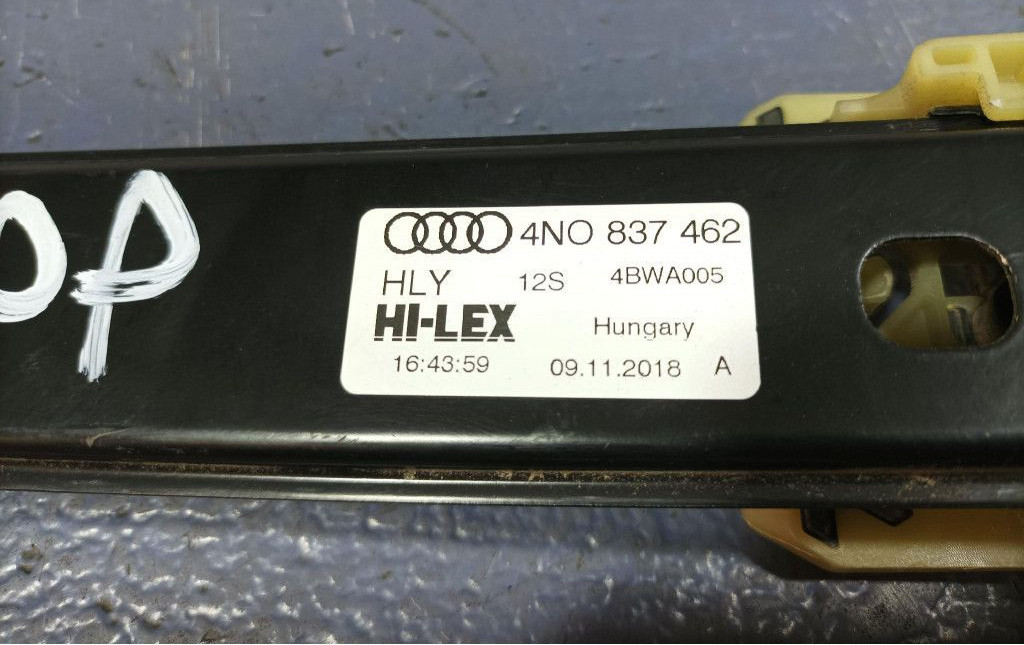 4N0 837 462
HLY 12S 4BWA005
HI-LEX Hungary
16:43:59 09.11.2018 A